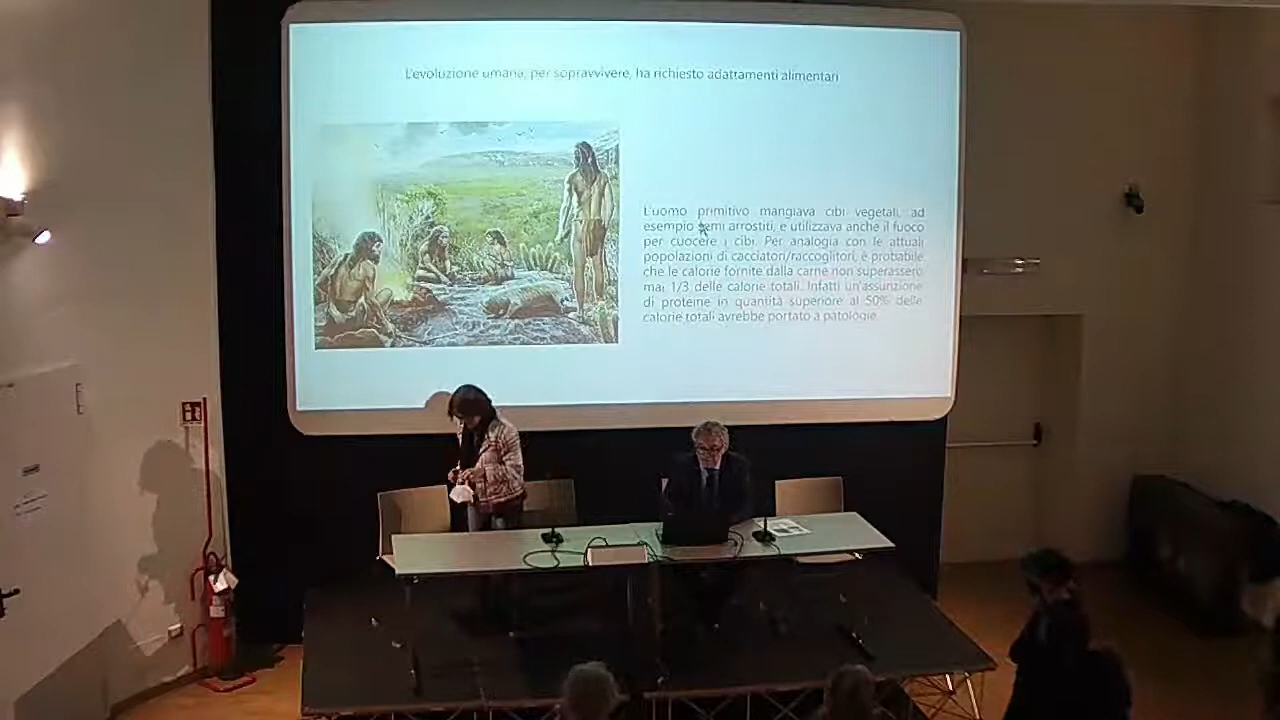 L'evoluzione umana, per sopravvivere, ha richiesto adattamenti alimentari
L'uomo primitivo mangiava cibi vegetali, ad
esempio semi arrostiti, e utilizzava anche il fuoco
per cuocere i cibi. Per analogia con le attuali
popolazioni di cacciatori/raccoglitori, è probabile
che le calorie fornite dalla carne non superassero
mai 1/3 delle calorie totali. Infatti un'assunzione
di proteine in quantità superiore al 50% delle
calorie totali avrebbe portato a patologie.